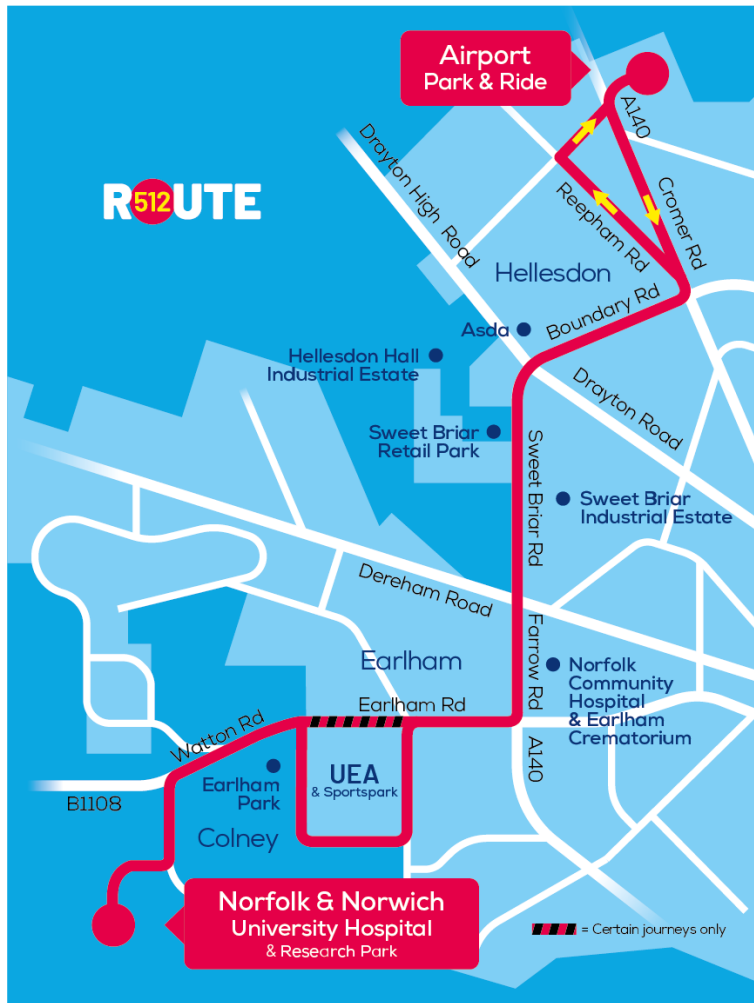 Airport
Park & Ride
A140
Drayton High Road
ROUTE
512
Cromer Rd
Reepham Rd
Hellesdon
Boundary Rd
Asda
Hellesdon Hall
Industrial Estate
Drayton Road
Sweet Briar
Retail Park
Sweet Briar Rd
Sweet Briar
Industrial Estate
Dereham Road
Farrow Rd
Earlham
Norfolk
Community
Hospital
& Earlham
Crematorium
Earlham Rd
Watton Rd
A140
UEA
& Sportspark
Earlham
Park
B1108
Colney
Norfolk & Norwich
University Hospital
& Research Park
= Certain journeys only